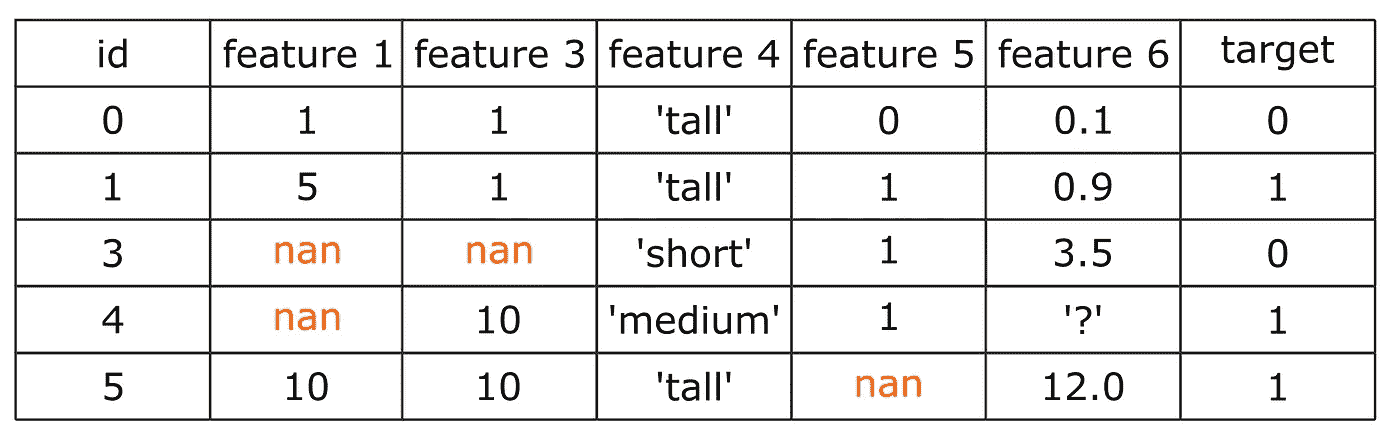 id feature 1 feature 3 feature 4 feature 5 feature 6 target
0 1 1 'tall' 0 0.1 0
1 5 1 'tall' 1 0.9 1
3 nan nan 'short' 1 3.5 0
4 nan 10 'medium' 1 '?' 1
5 10 10 'tall' nan 12.0 1